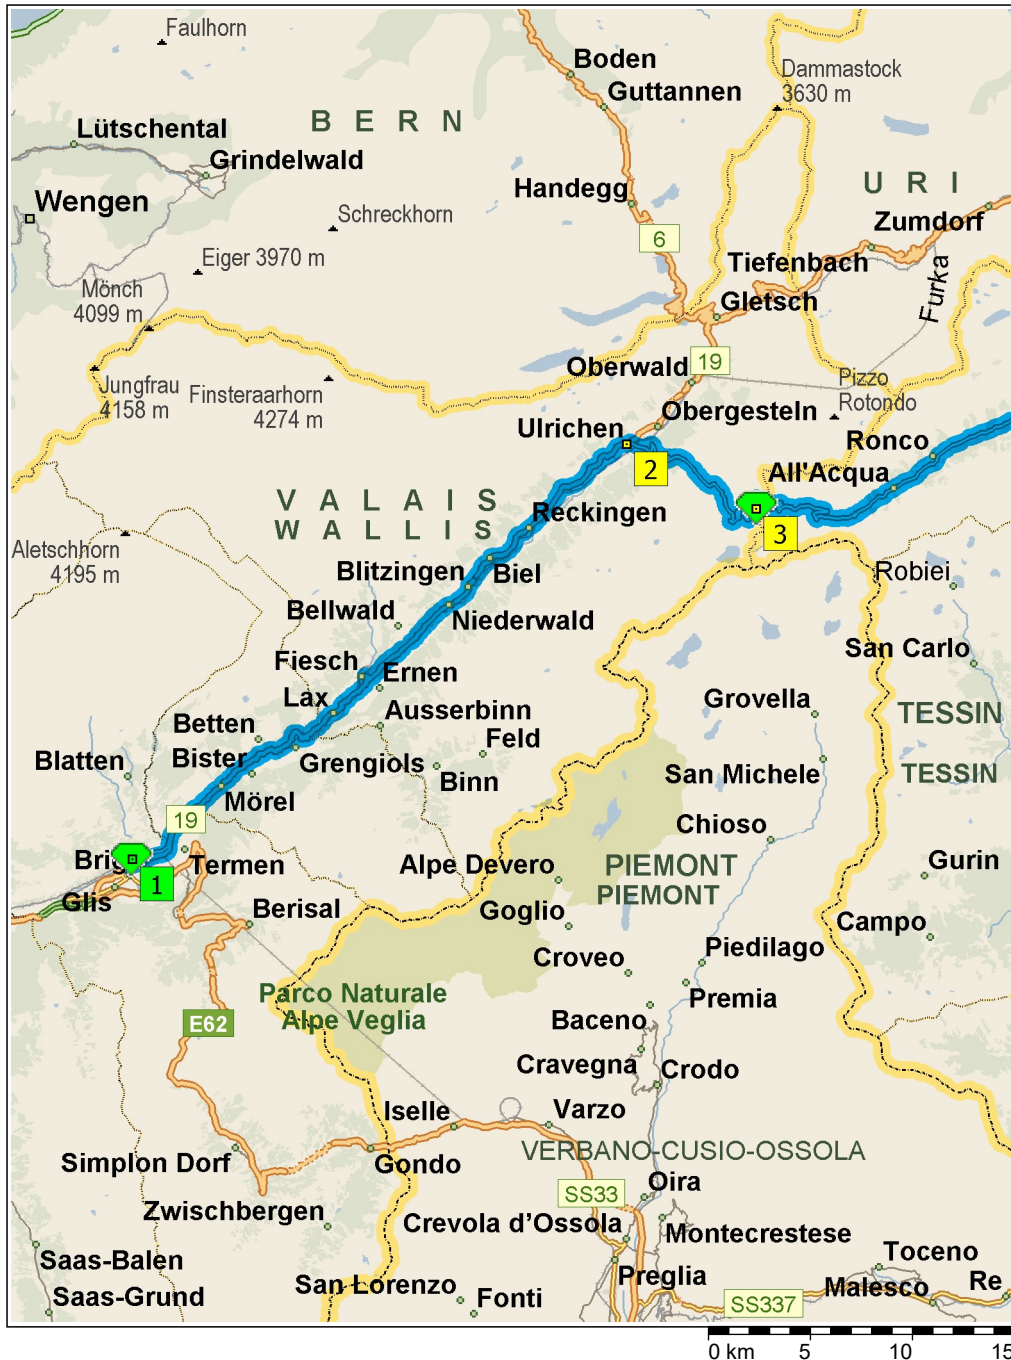 Faulhorn
Boden
Dammastock
3630 m
Guttannen
BERN
Lütschental
Grindelwald
URI
Handegg
Wengen
Schreckhorn
Zumdorf
6
Eiger 3970 m
Tiefenbach
Furka
Mönch
4099 m
Gletsch
19
Oberwald
Jungfrau
4158 m
Finsteraarhorn
4274 m
Pizzo
Rotondo
Obergesteln
Ulrichen
Ronco
2
All'Acqua
VALAIS
WALLIS
Reckingen
3
Aletschhorn
4195 m
Blitzingen
Biel
Robiei
Bellwald
Niederwald
San Carlo
Fiesch
Ernen
Lax
Grovella
Ausserbinn
TESSIN
Betten
Feld
Blatten
Bister
Grengiols
Binn
San Michele
TESSIN
Mörel
19
Chioso
Brig
Termen
Alpe Devero
PIEMONT
PIEMONT
Gurin
1
Glis
Berisal
Goglio
Campo
Croveo
Piedilago
Parco Naturale
Alpe Veglia
Premia
E62
Baceno
Cravegna
Crodo
Iselle
Varzo
VERBANO-CUSIO-OSSOLA
Simplon Dorf
Gondo
SS33
Oira
Zwischbergen
Crevola d'Ossola
Montecrestese
Saas-Balen
Toceno
San Lorenzo
Preglia
Malesco
Re
Saas-Grund
Fonti
SS337
0 km 5 10 15